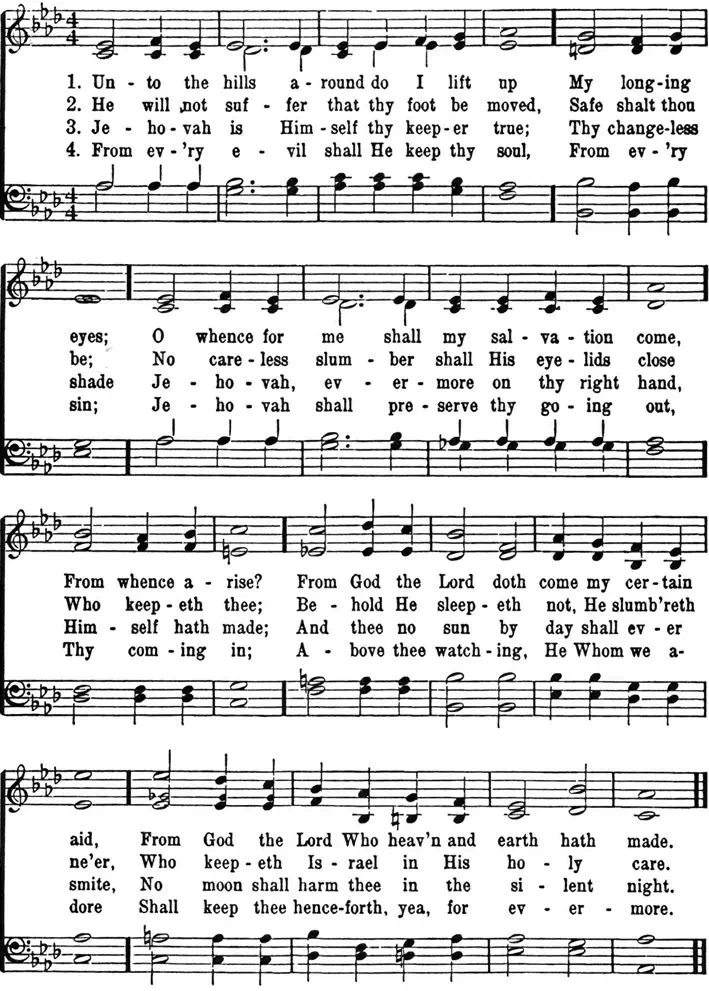 1. Un - to the hills a - round do I lift up My long-ing
2. He will not suf - fer that thy foot be moved, Safe shalt thou
3. Je - ho - vah is Him - self thy keep-er true; Thy change-less
4. From ev-'ry e - vil shall He keep thy soul, From ev-'ry
eyes; O whence for me shall my sal - va - tion come,
be; No care - less slum - ber shall His eye - lids close
shade Je - ho - vah, ev - er - more on thy right hand,
sin; Je - ho - vah shall pre - serve thy go - ing out,
From whence a - rise? From God the Lord doth come my cer-tain
Who keep - eth thee; Be - hold He sleep - eth not, He slumb'reth
Him - self hath made; And thee no sun by day shall ev - er
Thy com - ing in; A - bove thee watch-ing, He Whom we a-
aid, From God the Lord Who heav'n and earth hath made.
ne'er, Who keep - eth Is - rael in His ho - ly care.
smite, No moon shall harm thee in the si - lent night.
dore Shall keep thee hence-forth, yea, for ev - er - more.